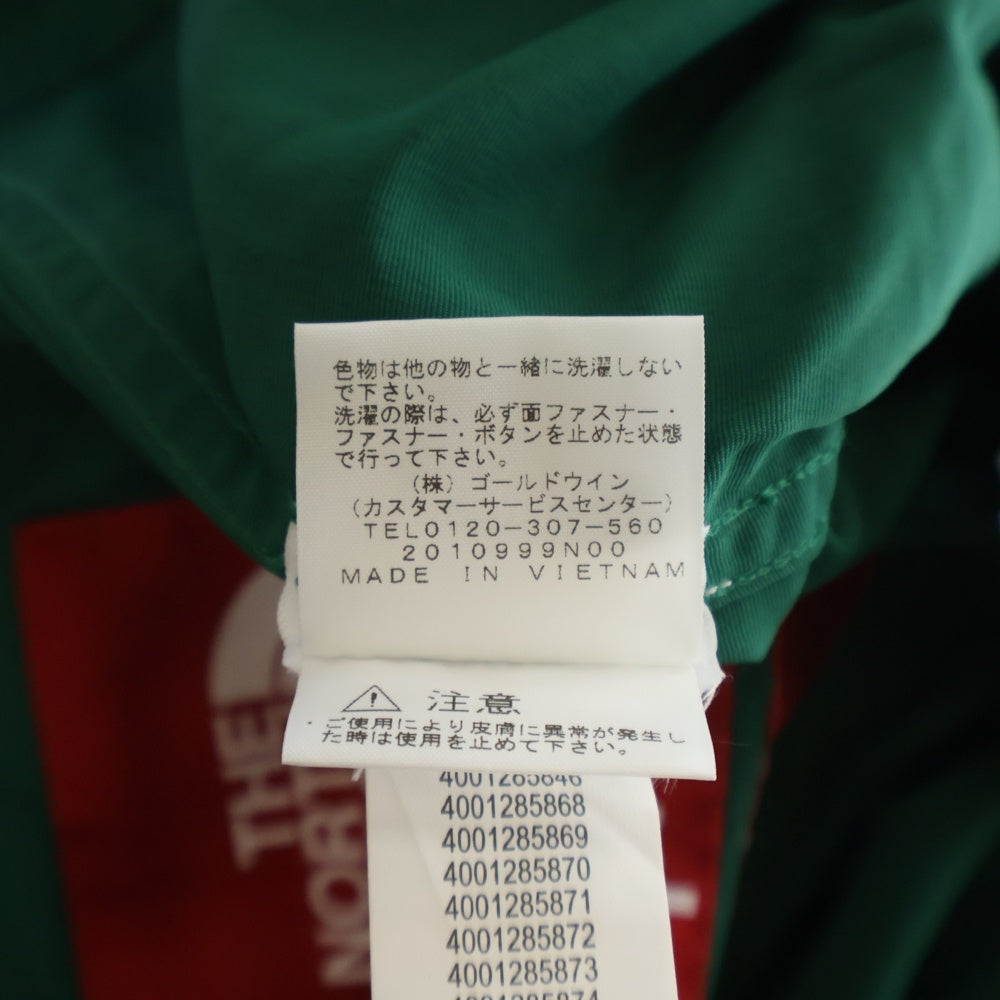 色物は他の物と一緒に洗濯しない
で下さい。
洗濯の際は、必ず面ファスナー・
ファスナー・ボタンを止めた状態
で行って下さい。
(株)ゴールドウイン
(カスタマーサービスセンター)
TEL0120-307-560
2010999N00
MADE IN VIETNAM
注意
・ご使用により皮膚に異常が発生し
た時は使用を止めて下さい。
4001285846
4001285868
4001285869
4001285870
4001285871
4001285872
4001285873
4001285874
THE
NORTH